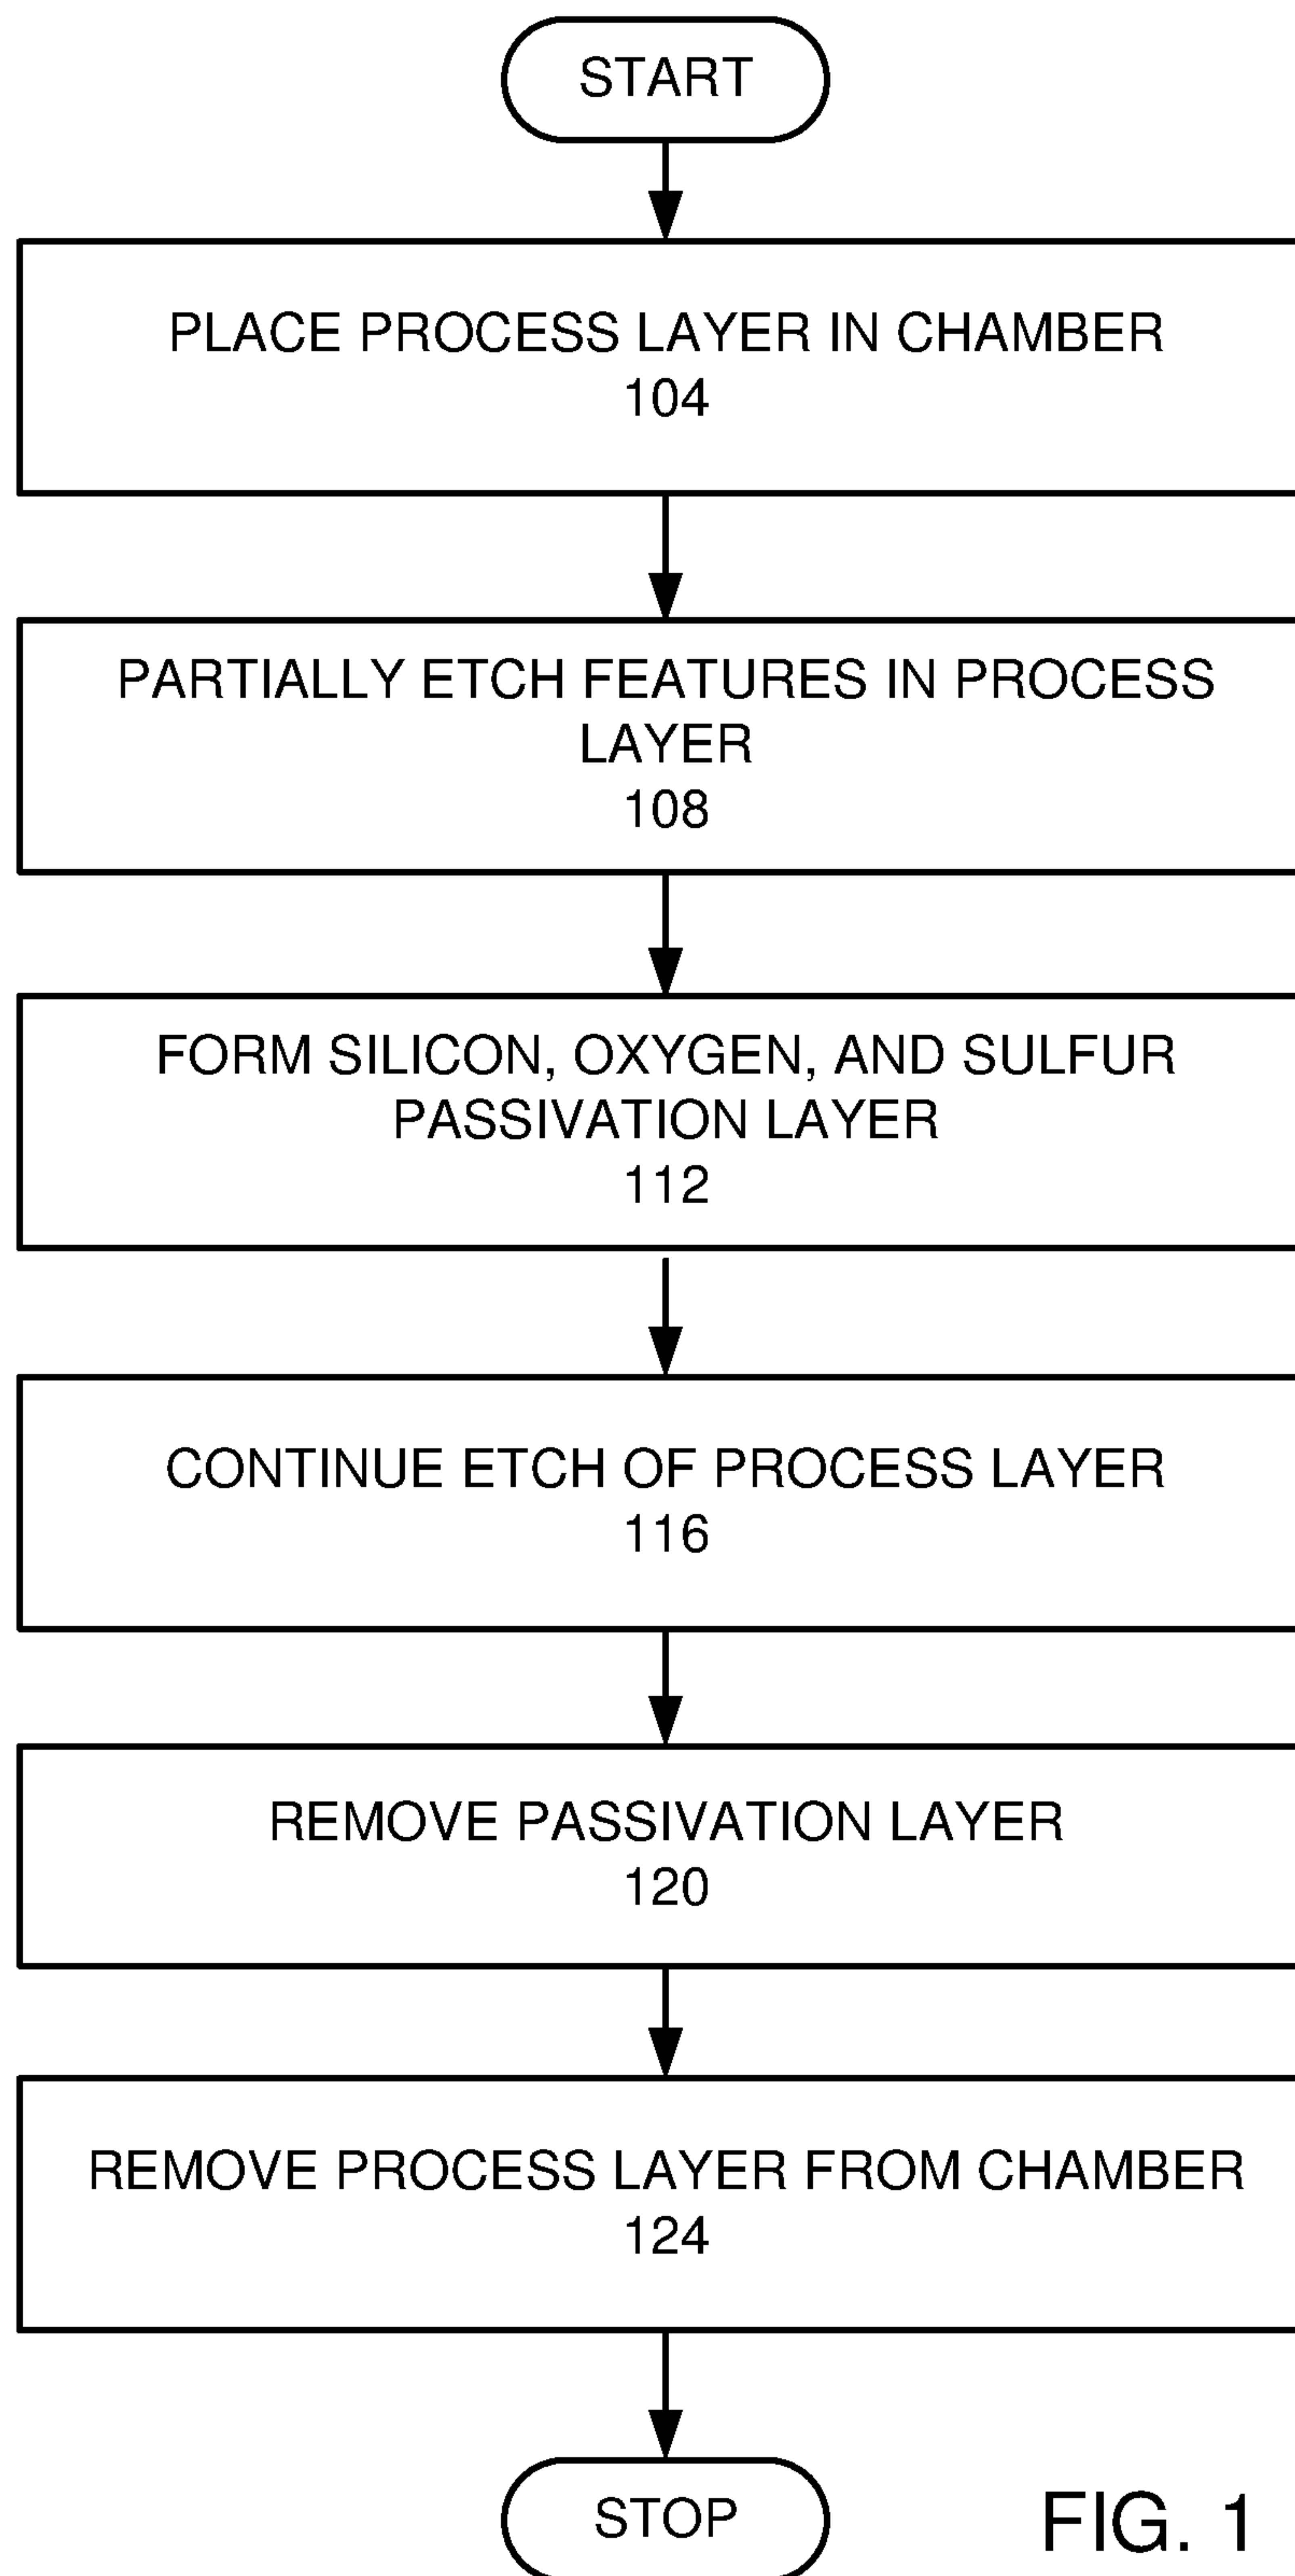 START
PLACE PROCESS LAYER IN CHAMBER
104
PARTIALLY ETCH FEATURES IN PROCESS
LAYER
108
FORM SILICON, OXYGEN, AND SULFUR
PASSIVATION LAYER
112
CONTINUE ETCH OF PROCESS LAYER
116
REMOVE PASSIVATION LAYER
120
REMOVE PROCESS LAYER FROM CHAMBER
124
STOP
FIG. 1